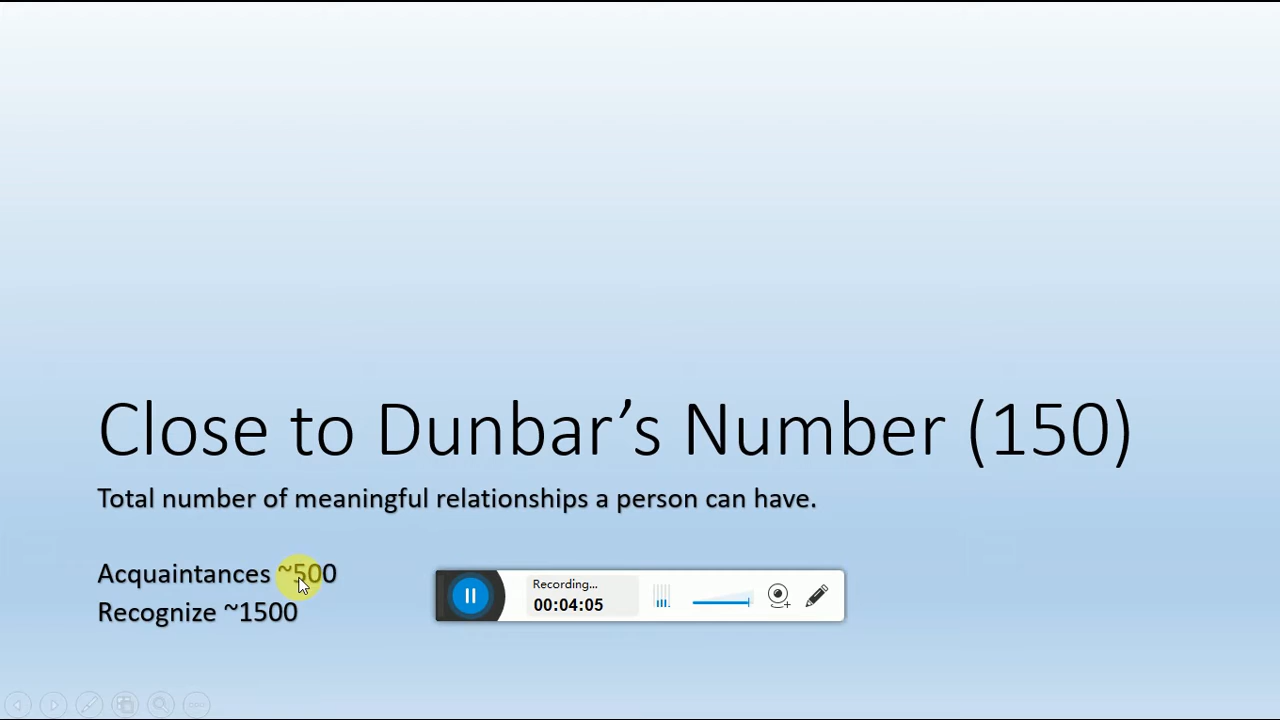 Close to Dunbar’s Number (150)
Total number of meaningful relationships a person can have.
Acquaintances ~500
Recognize ~1500
Recording...
00:04:05